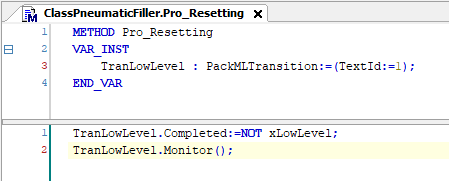 ClassPneumaticFiller.Pro_Resetting
1 METHOD Pro_Resetting
2 VAR_INST
3 TranLowLevel : PackMLTransition:=(TextId:=1);
4 END_VAR
1 TranLowLevel.Completed:=NOT xLowLevel;
2 TranLowLevel.Monitor();